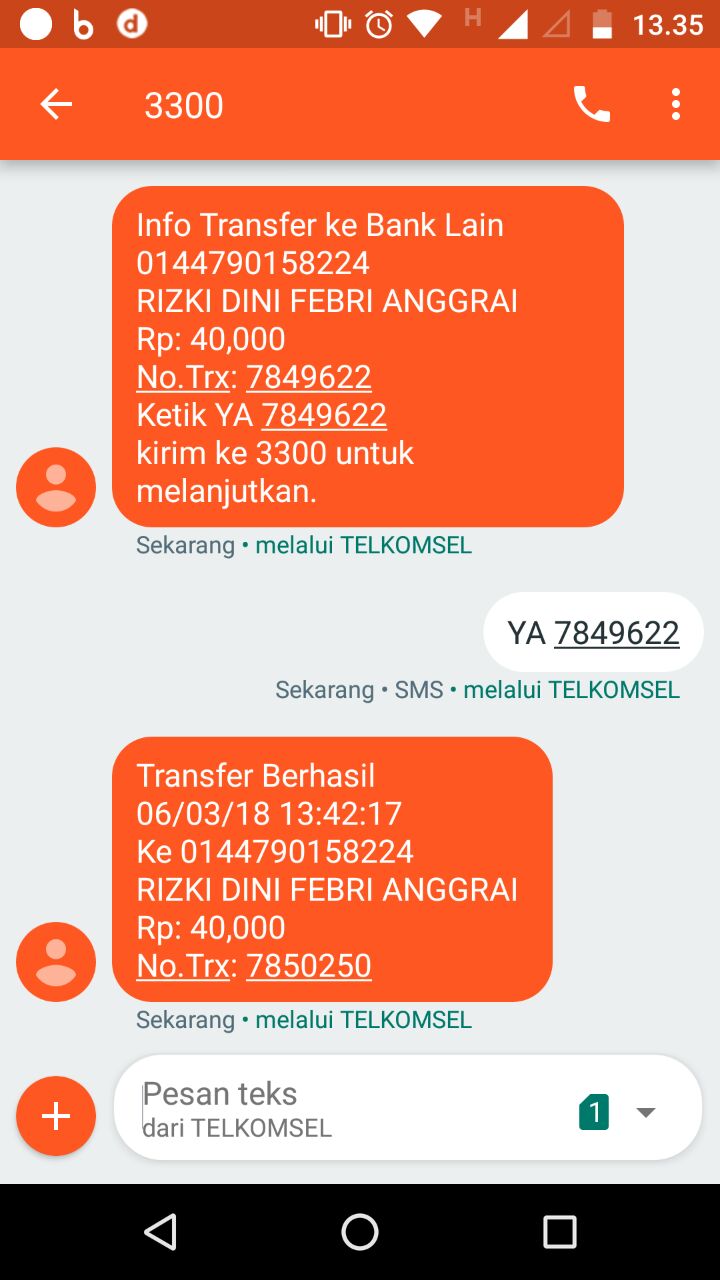 13.35
H
3300
Info Transfer ke Bank Lain
0144790158224
RIZKI DINI FEBRI ANGGRAI
Rp: 40,000
No.Trx: 7849622
Ketik YA 7849622
kirim ke 3300 untuk
melanjutkan.
Sekarang • melalui TELKOMSEL
YA 7849622
Sekarang • SMS • melalui TELKOMSEL
Transfer Berhasil
06/03/18 13:42:17
Ke 0144790158224
RIZKI DINI FEBRI ANGGRAI
Rp: 40,000
No.Trx: 7850250
Sekarang • melalui TELKOMSEL
Pesan teks
dari TELKOMSEL
1